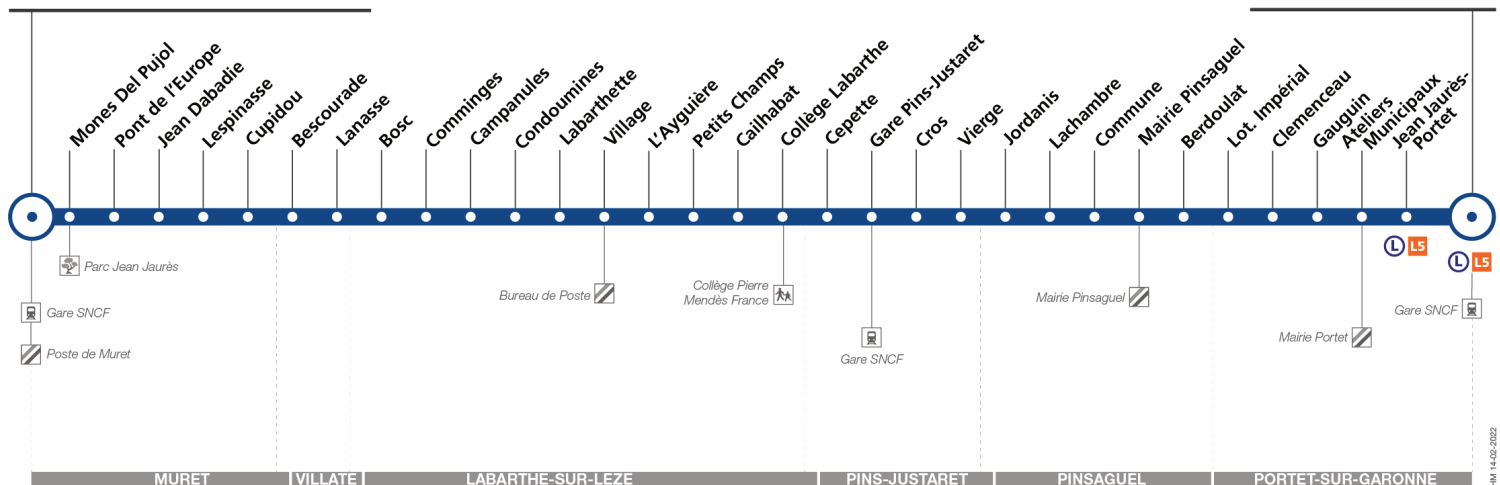 Mones Del Pujol
Pont de l'Europe
Jean Dabadie
Lespinasse
Cupidou
Bescourade
Lanasse
Bosc
Comminges
Campanules
Condoumines
Labarthette
Village
L'Ayguière
Petits Champs
Cailhabat
Collège Labarthe
Cepette
Gare Pins-Justaret
Cros
Vierge
Jordanis
Lachambre
Commune
Mairie Pinsaguel
Berdoulat
Lot. Impérial
Clemenceau
Gauguin
Ateliers
Municipaux
Jean Jaurès-
Portet
L L5
L L5
Parc Jean Jaurès
Gare SNCF
Poste de Muret
Bureau de Poste
Collège Pierre
Mendès France
Gare SNCF
Mairie Pinsaguel
Mairie Portet
Gare SNCF
MURET
VILLATE
LABARTHE-SUR-LEZE
PINS-JUSTARET
PINSAGUEL
PORTET-SUR-GARONNE
HM 14-02-2022